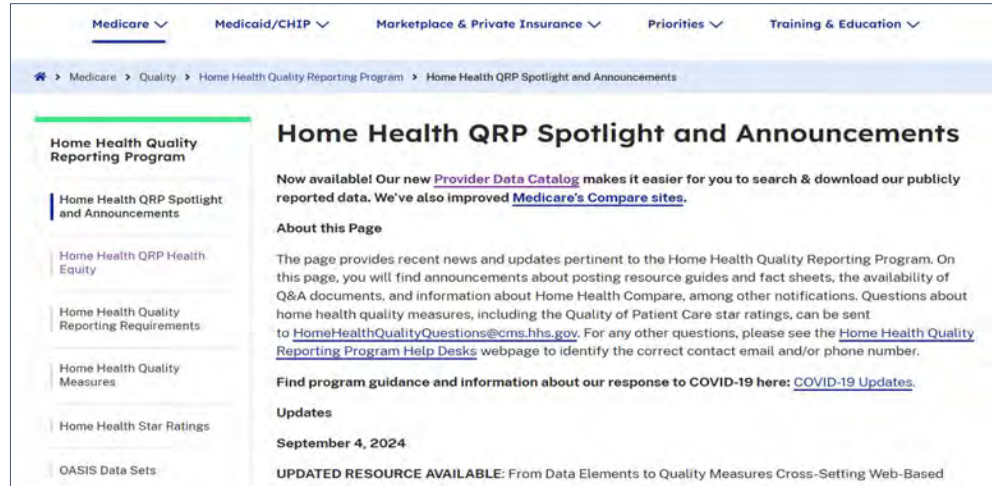 Medicare Medicaid/CHIP Marketplace & Private Insurance Priorities Training & Education
> Medicare > Quality > Home Health Quality Reporting Program > Home Health QRP Spotlight and Announcements
Home Health Quality
Reporting Program
Home Health QRP Spotlight
and Announcements
Home Health QRP Health
Equity
Home Health Quality
Reporting Requirements
Home Health Quality
Measures
Home Health Star Ratings
OASIS Data Sets
Home Health QRP Spotlight and Announcements
Now available! Our new Provider Data Catalog makes it easier for you to search & download our publicly
reported data. We've also improved Medicare's Compare sites.
About this Page
The page provides recent news and updates pertinent to the Home Health Quality Reporting Program. On
this page, you will find announcements about posting resource guides and fact sheets, the availability of
Q&A documents, and information about Home Health Compare, among other notifications. Questions about
home health quality measures, including the Quality of Patient Care star ratings, can be sent
to HomeHealthQualityQuestions@cms.hhs.gov. For any other questions, please see the Home Health Quality
Reporting Program Help Desks webpage to identify the correct contact email and/or phone number.
Find program guidance and information about our response to COVID-19 here: COVID-19 Updates.
Updates
September 4, 2024
UPDATED RESOURCE AVAILABLE: From Data Elements to Quality Measures Cross-Setting Web-Based